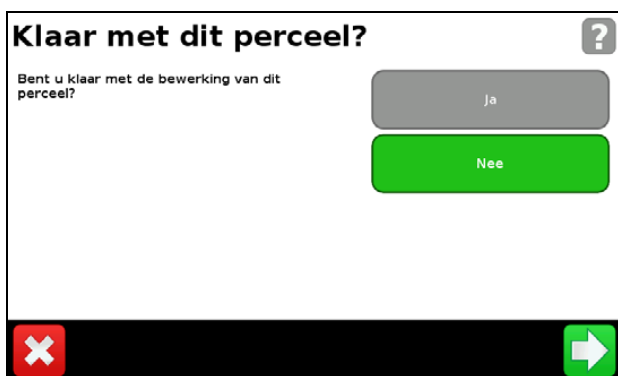 Klaar met dit perceel?
?
Bent u klaar met de bewerking van dit
perceel?
Ja
Nee